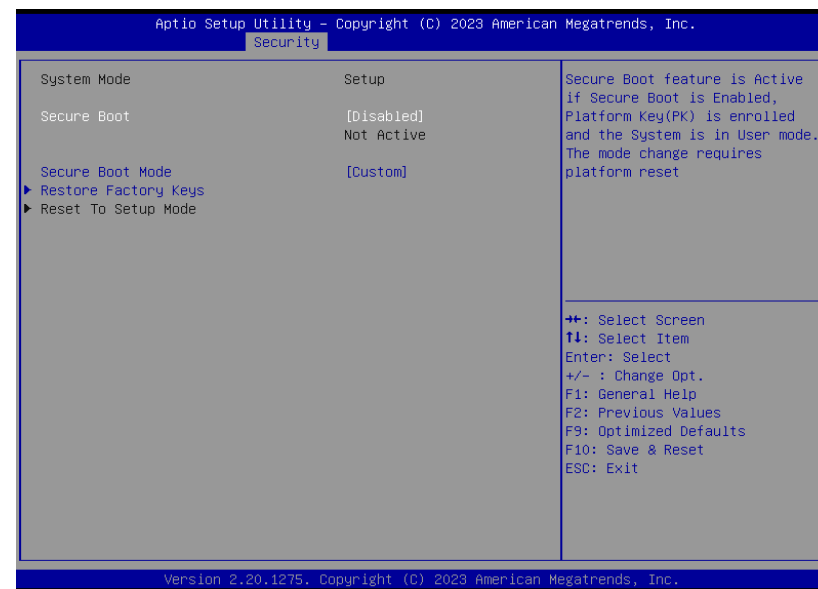 Aptio Setup Utility – Copyright (C) 2023 American Megatrends, Inc.
Security
System Mode Setup
Secure Boot [Disabled]
Not Active
Secure Boot Mode [Custom]
▶ Restore Factory Keys
▶ Reset To Setup Mode
Secure Boot feature is Active
if Secure Boot is Enabled,
Platform Key(PK) is enrolled
and the System is in User mode.
The mode change requires
platform reset
→←: Select Screen
↑↓: Select Item
Enter: Select
+/- : Change Opt.
F1: General Help
F2: Previous Values
F9: Optimized Defaults
F10: Save & Reset
ESC: Exit
Version 2.20.1275. Copyright (C) 2023 American Megatrends, Inc.